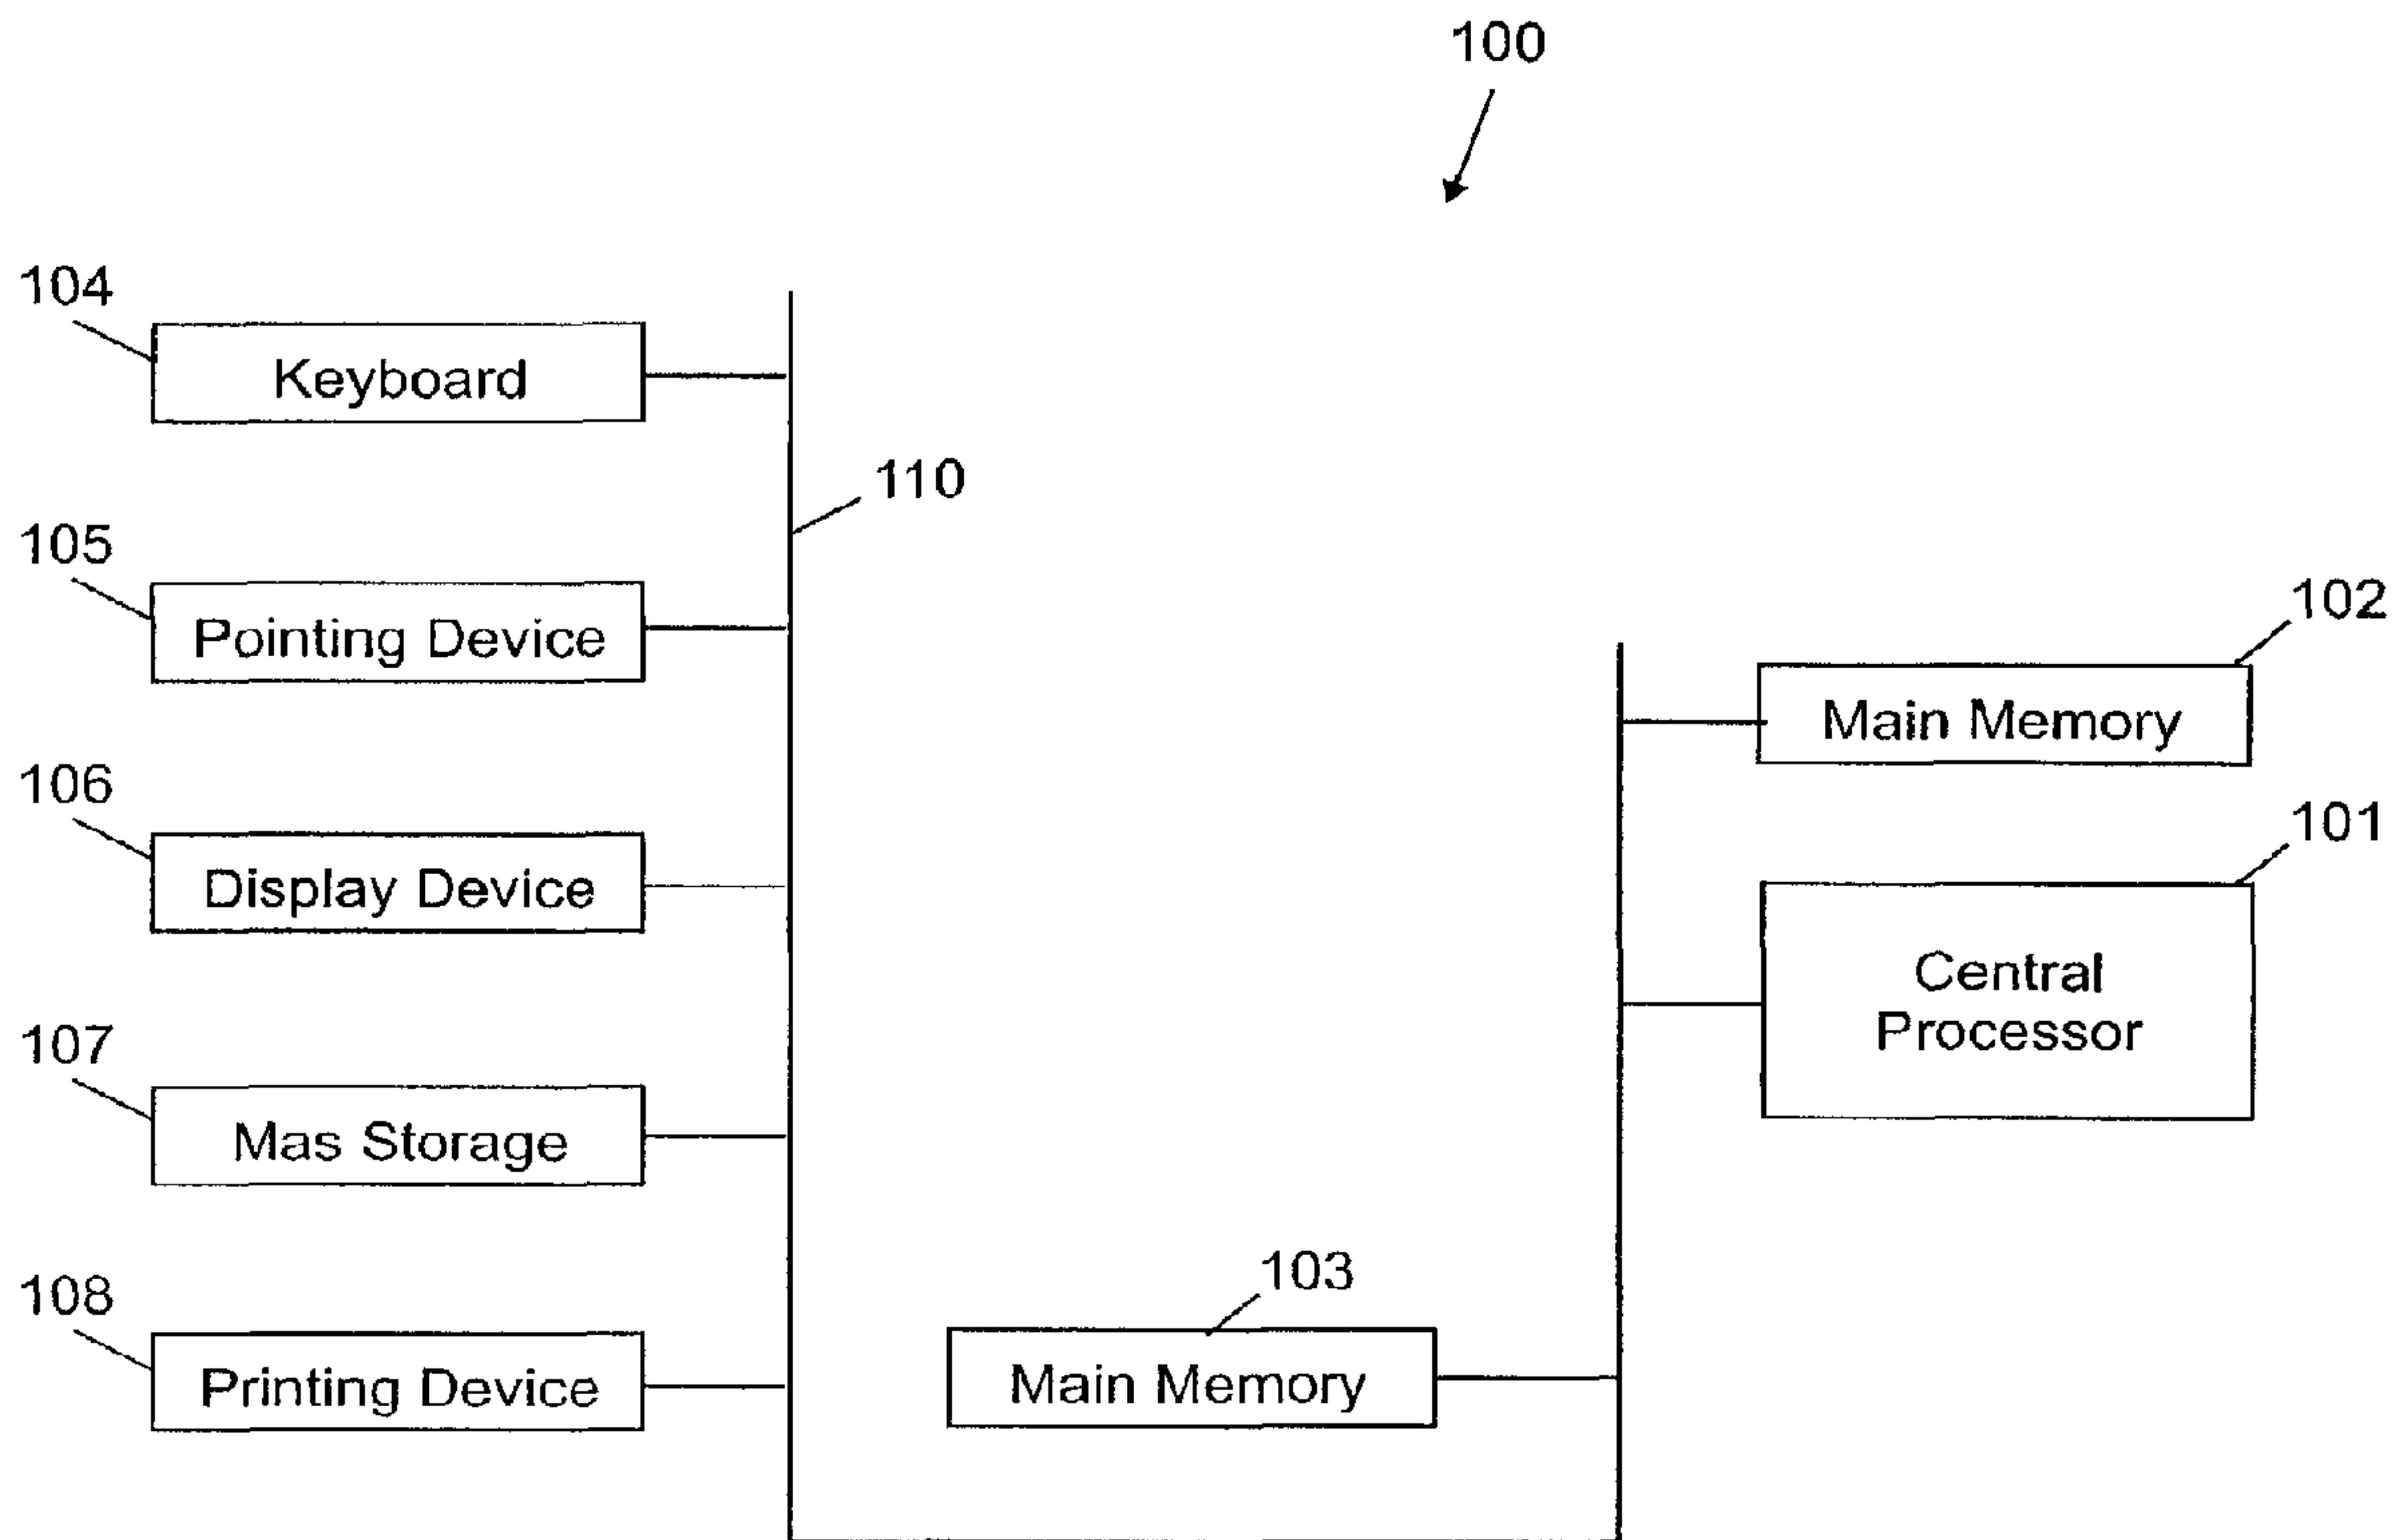 100
104
Keyboard
110
105
Pointing Device
102
Main Memory
106
Display Device
101
Central
Processor
107
Mas Storage
103
Main Memory
108
Printing Device